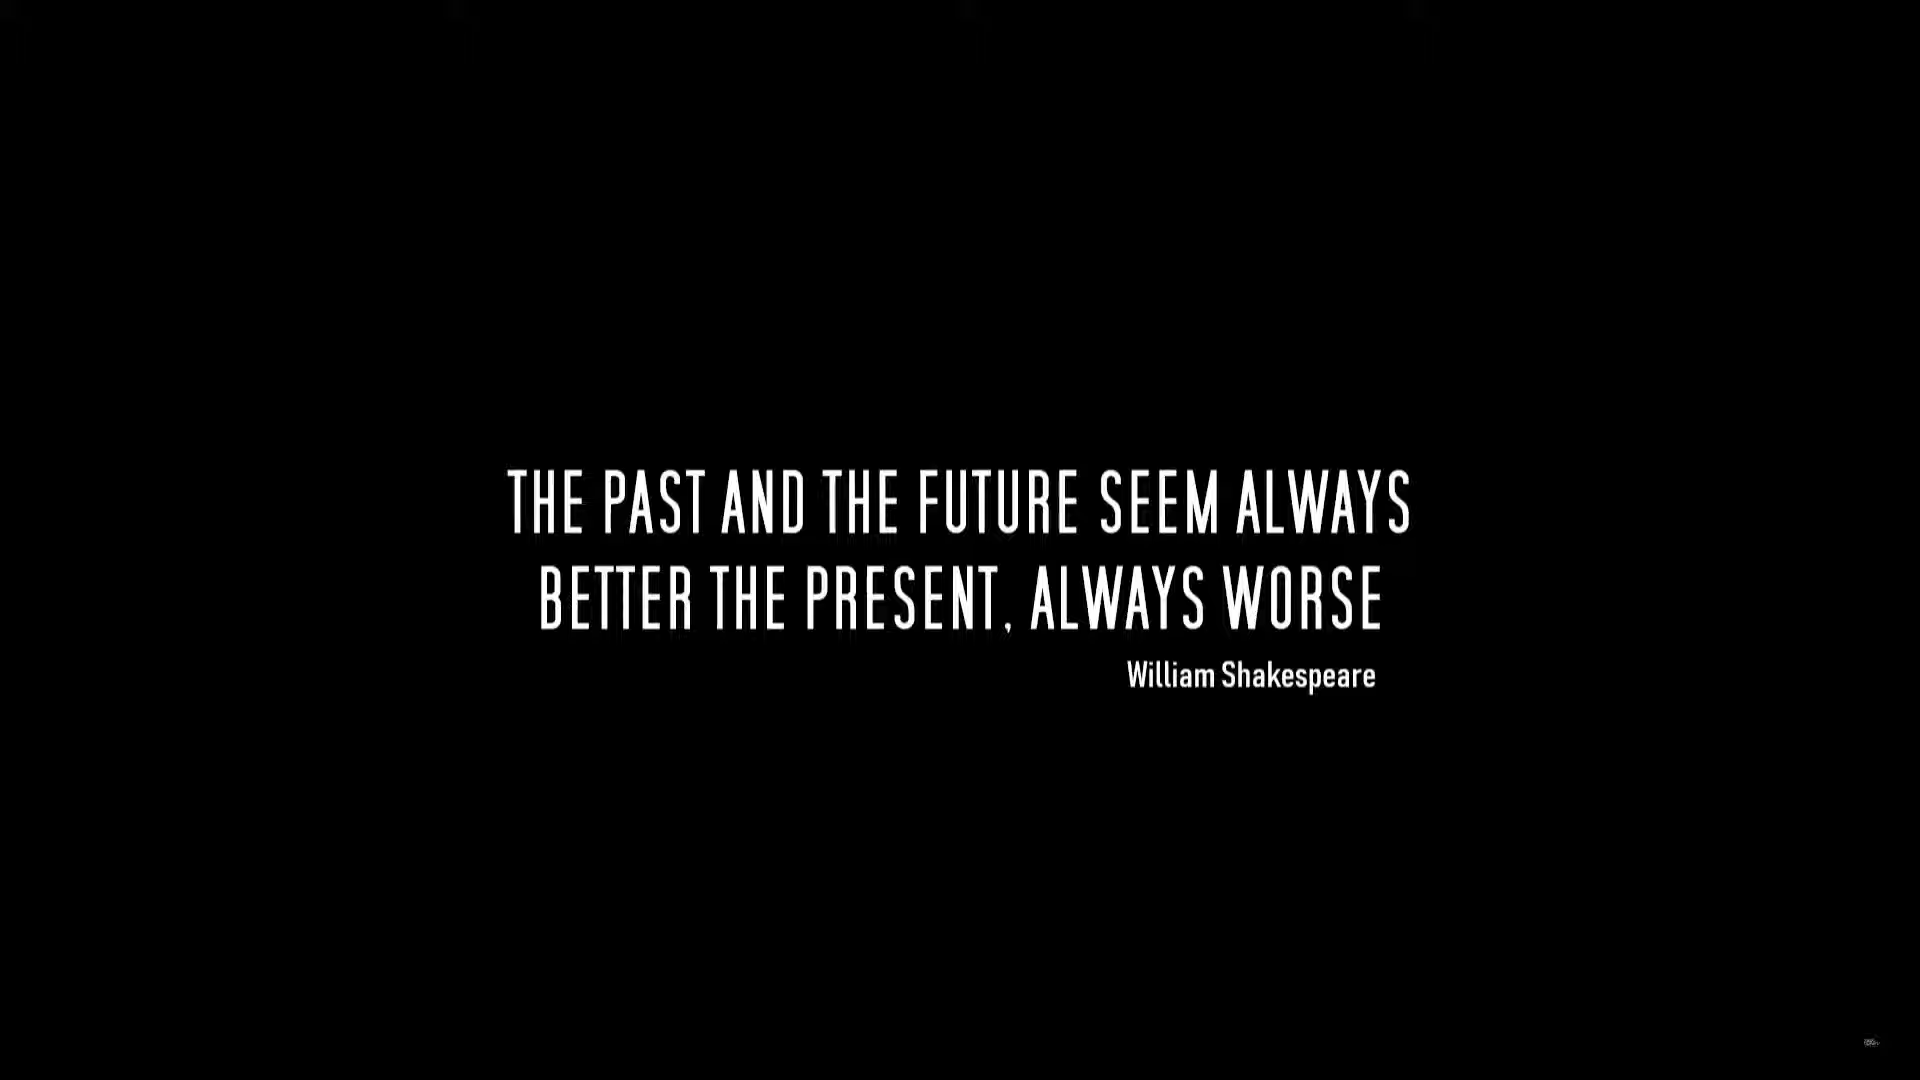 THE PAST AND THE FUTURE SEEM ALWAYS
BETTER THE PRESENT, ALWAYS WORSE
William Shakespeare